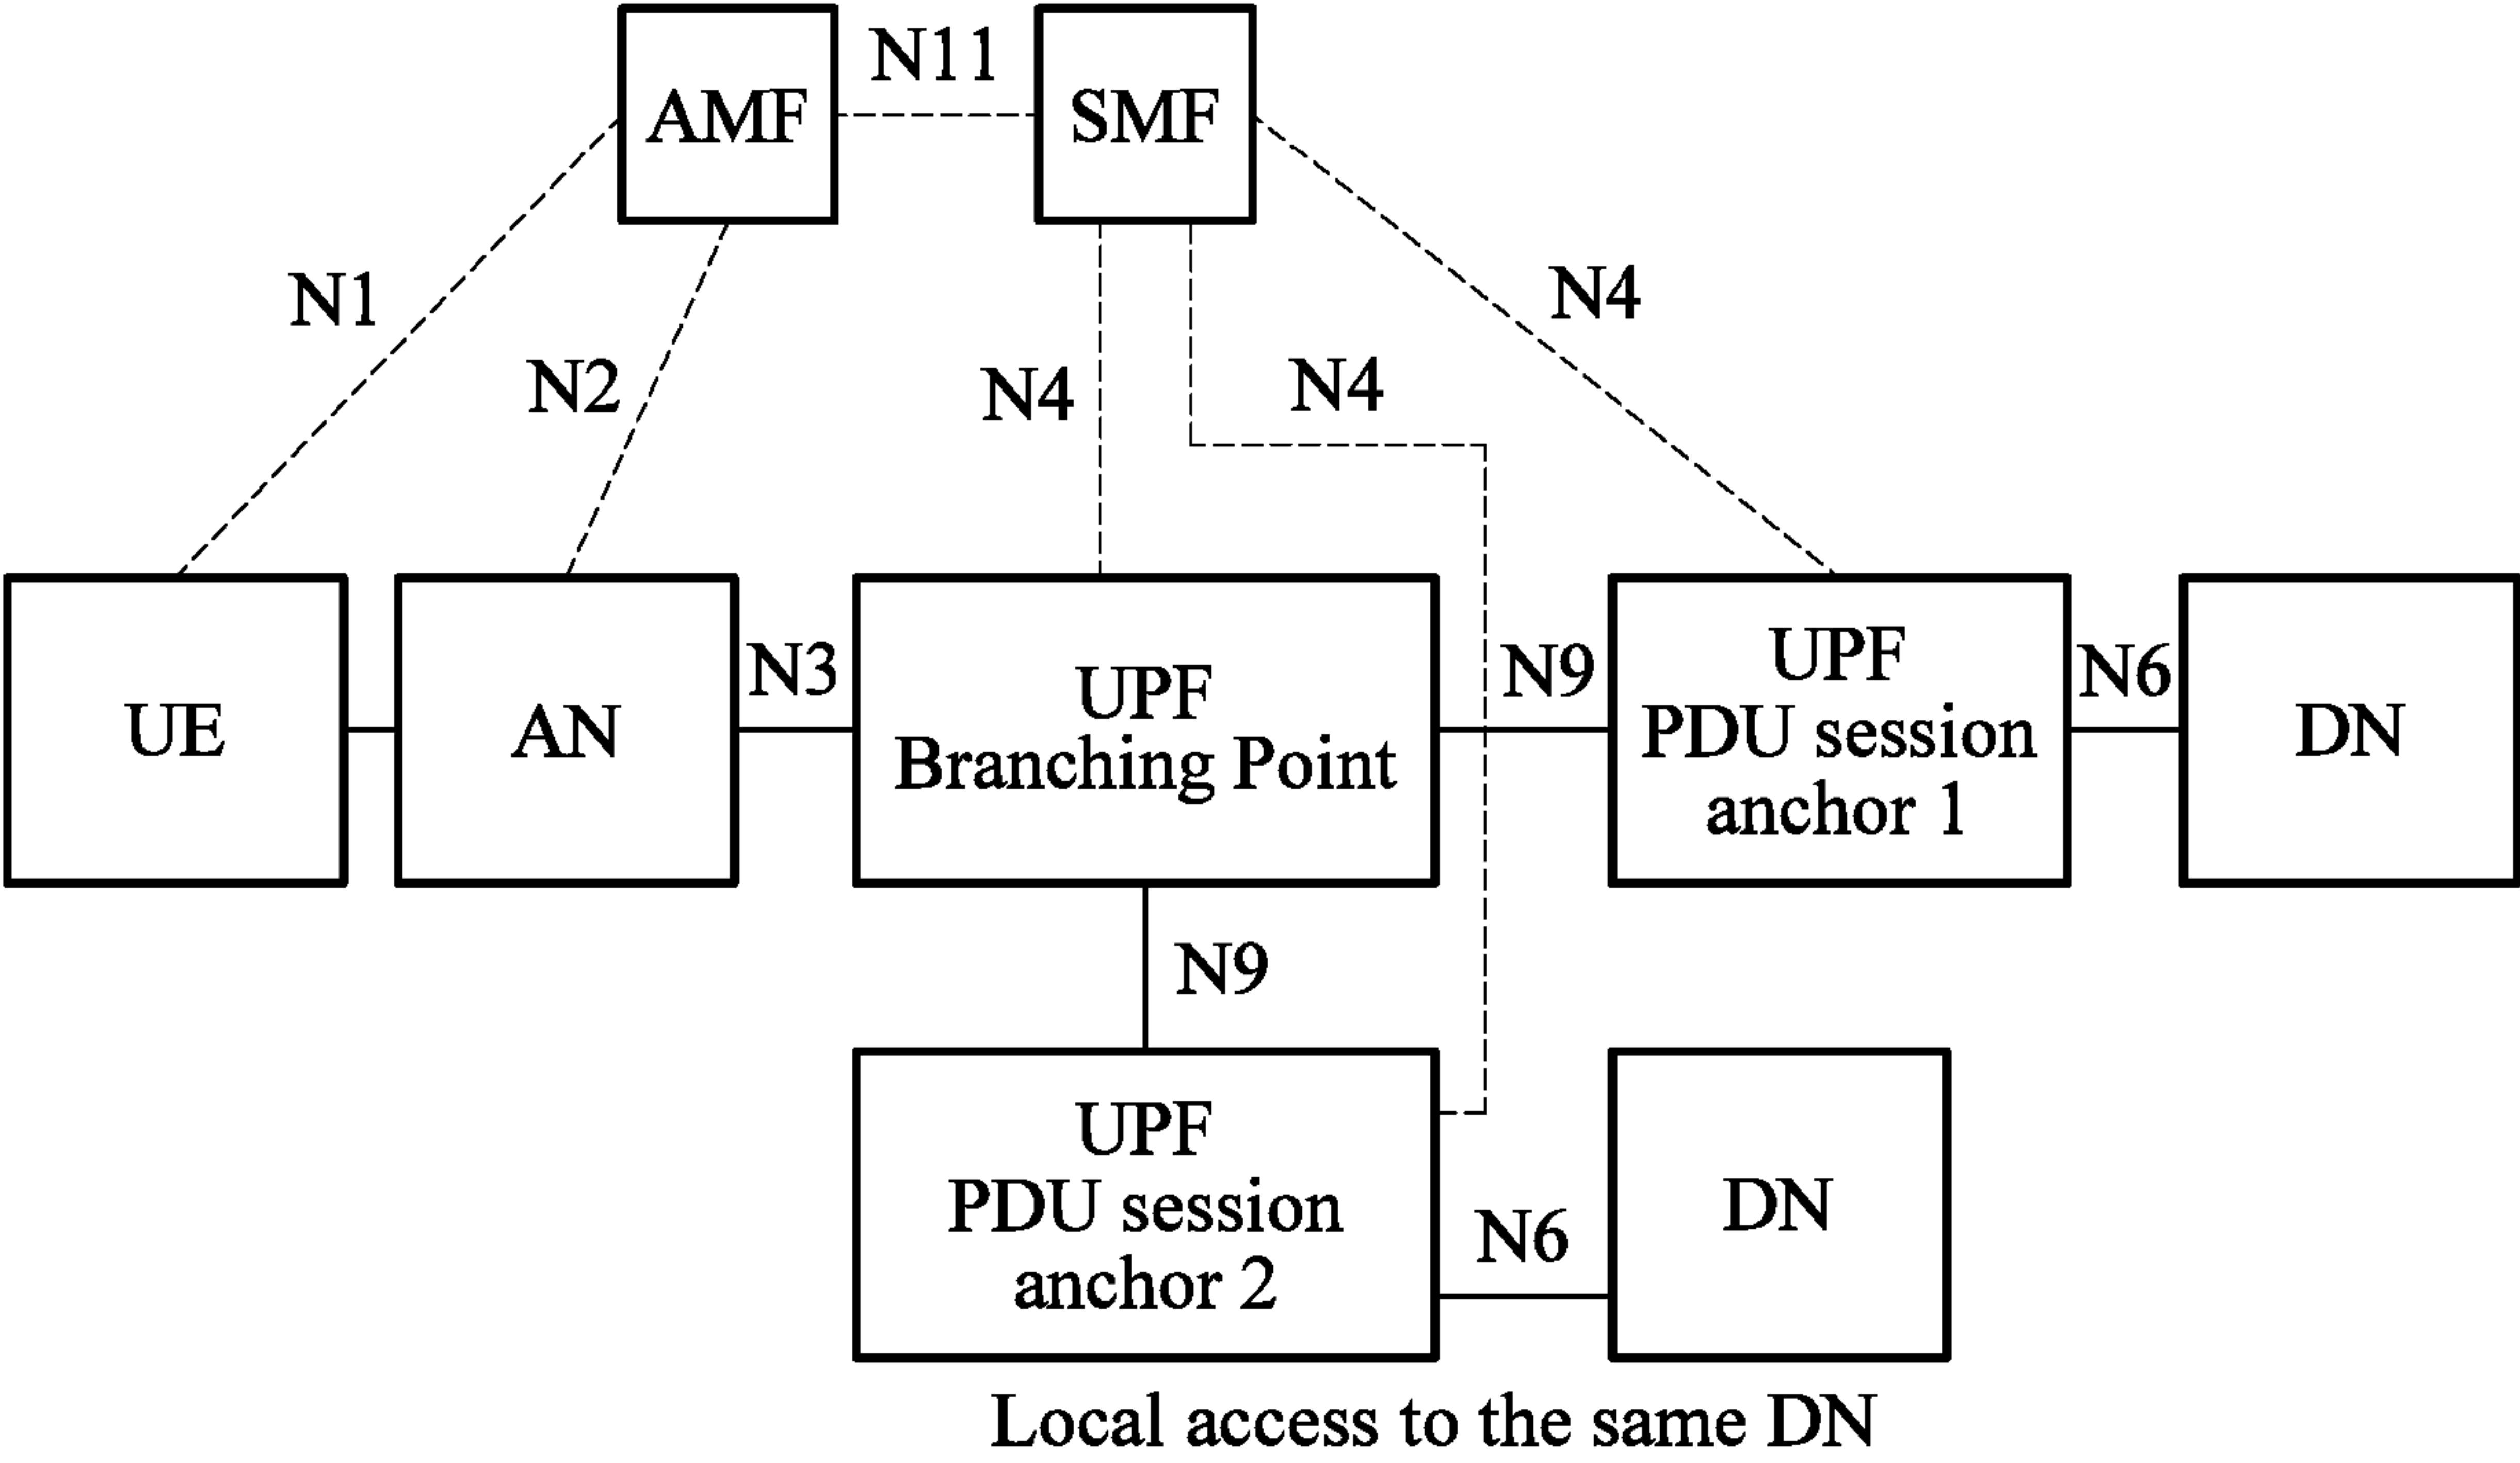 N11
AMF
SMF
N1
N2
N4
N4
N4
UE
AN
N3
UPF
Branching Point
N9
UPF
PDU session
anchor 1
N6
DN
N9
UPF
PDU session
anchor 2
N6
DN
Local access to the same DN